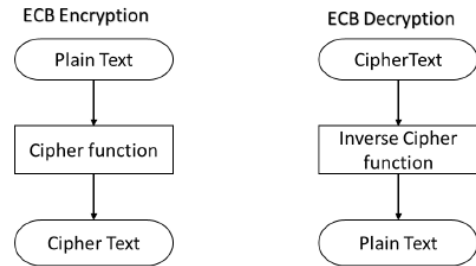 ECB Encryption
Plain Text
Cipher function
Cipher Text
ECB Decryption
CipherText
Inverse Cipher
function
Plain Text